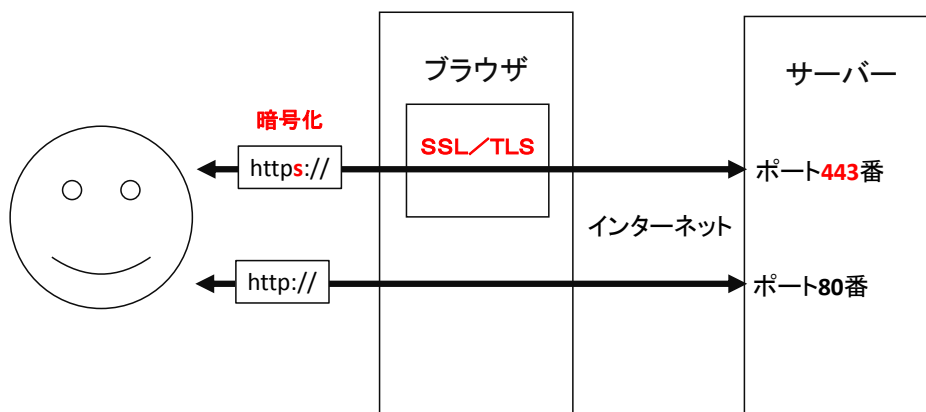 ブラウザ
サーバー
暗号化
SSL／TLS
https://
ポート443番
インターネット
http://
ポート80番